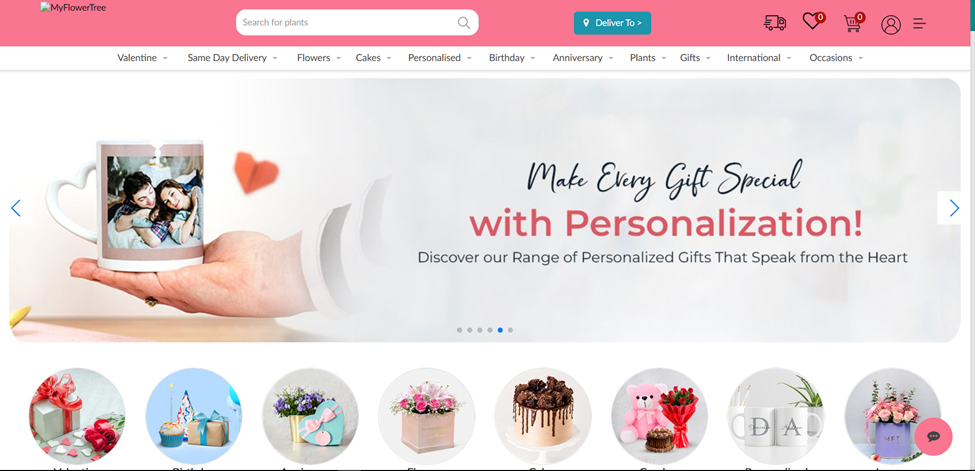 MyFlowerTree
Search for plants
Deliver To >
0
0
Valentine
Same Day Delivery
Flowers
Cakes
Personalised
Birthday
Anniversary
Plants
Gifts
International
Occasions
Make Every Gift Special
with Personalization!
Discover our Range of Personalized Gifts That Speak from the Heart
D A